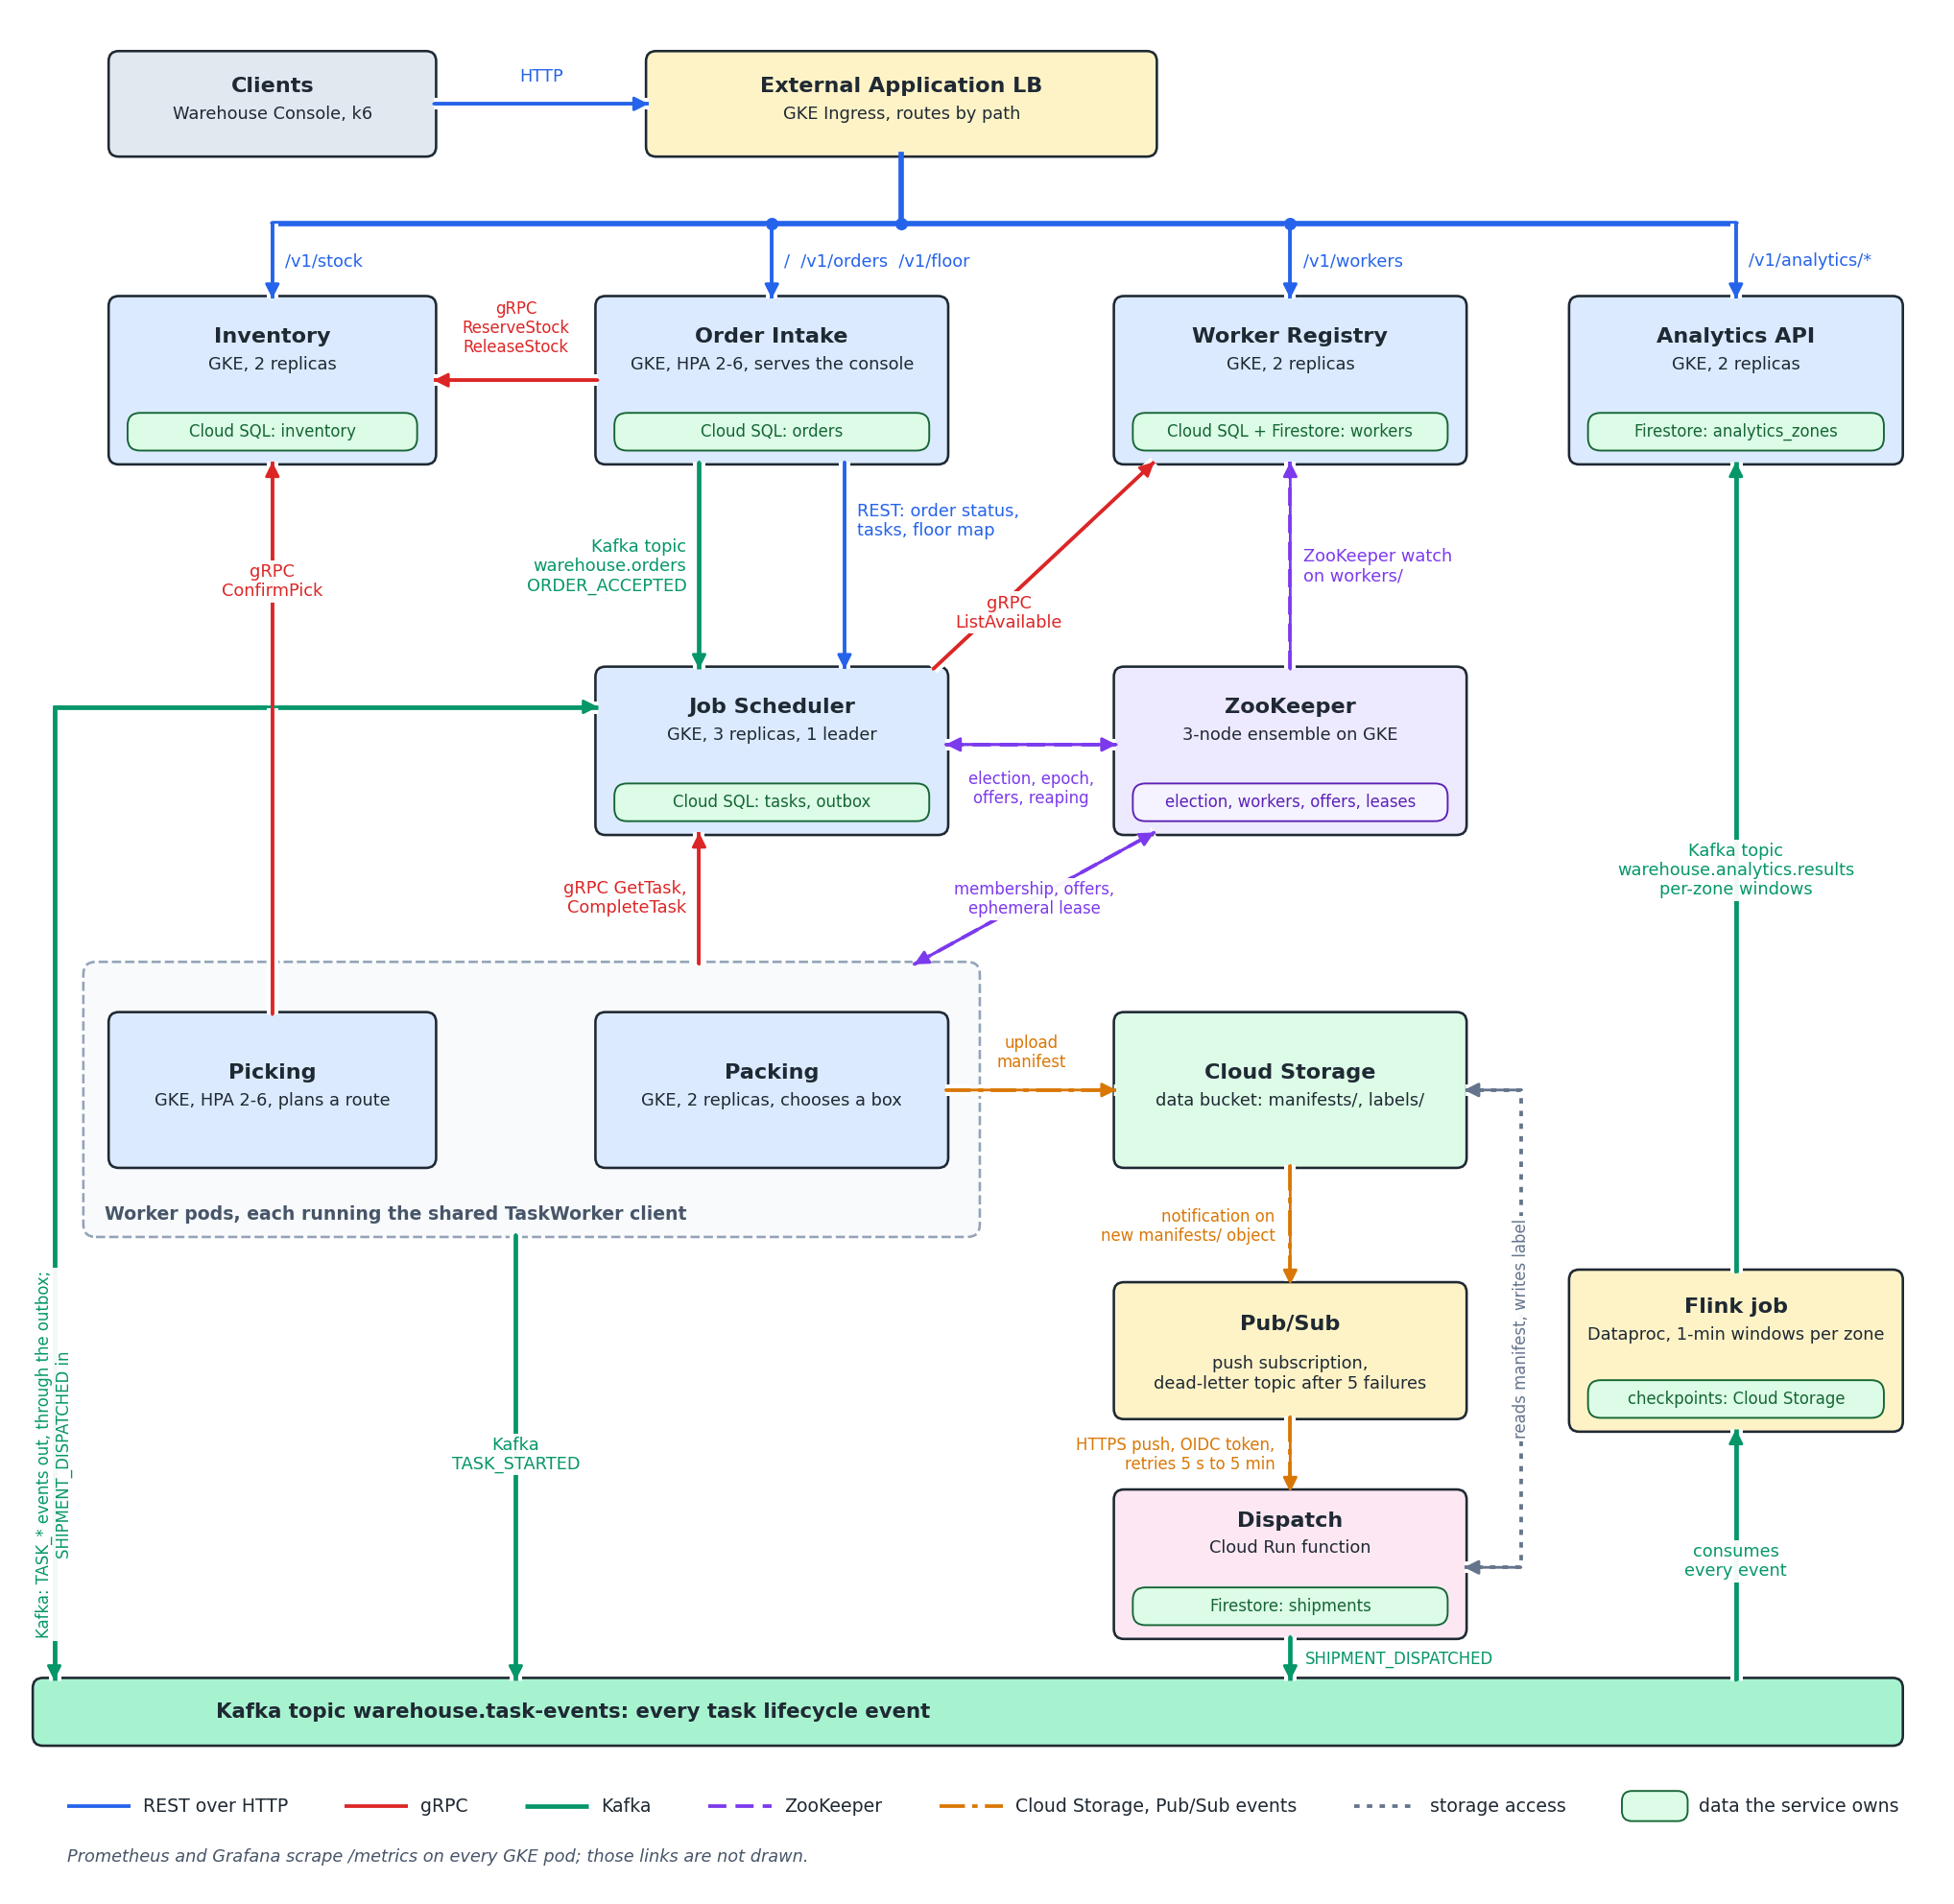 Clients
Warehouse Console, k6
HTTP
External Application LB
GKE Ingress, routes by path
/v1/stock
/ /v1/orders /v1/floor
/v1/workers
/v1/analytics/*
Inventory
GKE, 2 replicas
Cloud SQL: inventory
gRPC
ReserveStock
ReleaseStock
Order Intake
GKE, HPA 2-6, serves the console
Cloud SQL: orders
Worker Registry
GKE, 2 replicas
Cloud SQL + Firestore: workers
Analytics API
GKE, 2 replicas
Firestore: analytics_zones
gRPC
ConfirmPick
Kafka topic
warehouse.orders
ORDER_ACCEPTED
REST: order status,
tasks, floor map
gRPC
ListAvailable
ZooKeeper watch
on workers/
Job Scheduler
GKE, 3 replicas, 1 leader
Cloud SQL: tasks, outbox
election, epoch,
offers, reaping
ZooKeeper
3-node ensemble on GKE
election, workers, offers, leases
Kafka topic
warehouse.analytics.results
per-zone windows
gRPC GetTask,
CompleteTask
membership, offers,
ephemeral lease
Picking
GKE, HPA 2-6, plans a route
Packing
GKE, 2 replicas, chooses a box
Worker pods, each running the shared TaskWorker client
upload
manifest
Cloud Storage
data bucket: manifests/, labels/
notification on
new manifests/ object
reads manifest, writes label
Pub/Sub
push subscription,
dead-letter topic after 5 failures
Flink job
Dataproc, 1-min windows per zone
checkpoints: Cloud Storage
Kafka: TASK_* events out, through the outbox;
SHIPMENT_DISPATCHED in
Kafka
TASK_STARTED
HTTPS push, OIDC token,
retries 5 s to 5 min
Dispatch
Cloud Run function
Firestore: shipments
consumes
every event
SHIPMENT_DISPATCHED
Kafka topic warehouse.task-events: every task lifecycle event
REST over HTTP
gRPC
Kafka
ZooKeeper
Cloud Storage, Pub/Sub events
storage access
data the service owns
Prometheus and Grafana scrape /metrics on every GKE pod; those links are not drawn.